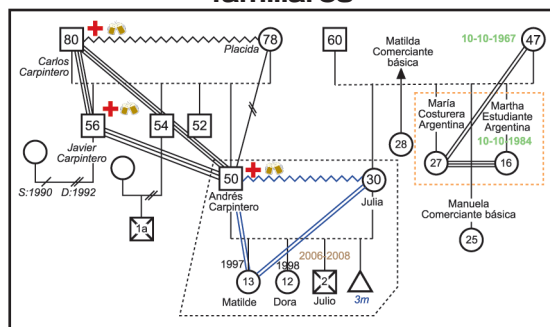 familiares
80
78
60
47
Matilda
Comerciante
básica
10-10-1967
Carlos
Carpintero
Placida
56
54
52
María
Costurera
Argentina
Martha
Estudiante
Argentina
10-10-1984
Javier
Carpintero
28
27
16
50
30
S:1990
D:1992
Andrés
Carpintero
Julia
Manuela
Comerciante básica
1a
25
2006-2008
1997
1998
13
12
2
Matilde
Dora
Julio
3m